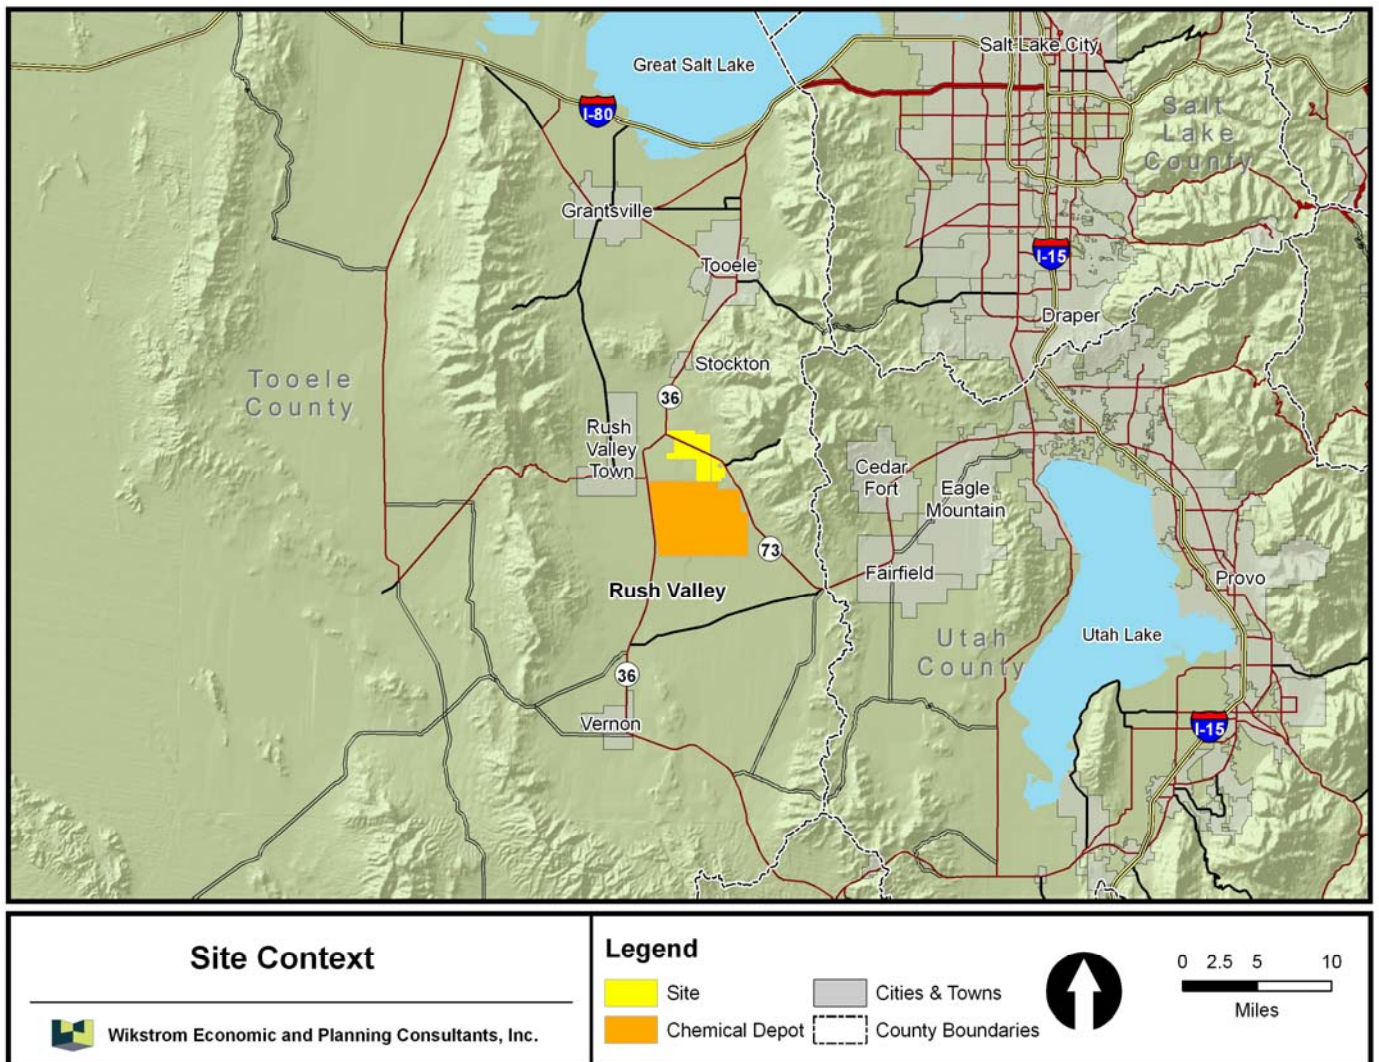 Great Salt Lake
Salt Lake City
I-80
Salt
Lake
County
Grantsville
Tooele
I-15
Draper
Stockton
Tooele
County
36
Rush
Valley
Town
Cedar
Fort
Eagle
Mountain
73
Fairfield
Provo
Rush Valley
Utah Lake
Utah
County
36
Vernon
I-15
Site Context
Wikstrom Economic and Planning Consultants, Inc.
Legend
Site
Cities & Towns
Chemical Depot
County Boundaries
0 2.5 5 10
Miles